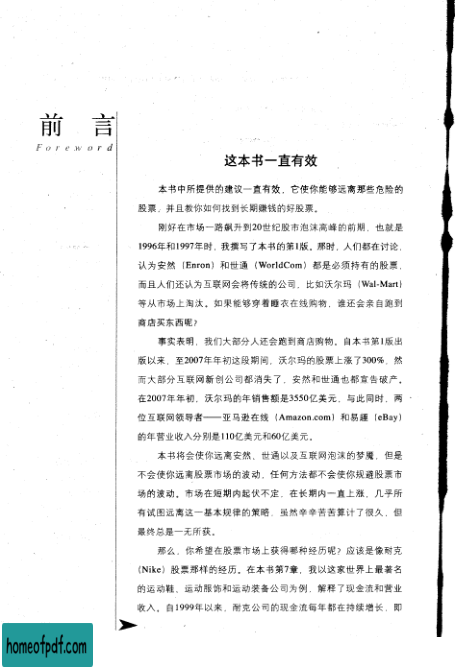 前 言
Foreword
这本书一直有效
本书中所提供的建议一直有效，它使你能够远离那些危险的
股票，并且教你如何找到长期赚钱的好股票。
刚好在市场一路飙升到20世纪股市泡沫高峰的前期，也就是
1996年和1997年时，我撰写了本书的第1版。那时，人们都在讨论，
认为安然（Enron）和世通（WorldCom）都是必须持有的股票，
而且人们还认为互联网会将传统的公司，比如沃尔玛（Wal-Mart）
等从市场上淘汰。如果能够穿着睡衣在线购物，谁还会亲自跑到
商店买东西呢？
事实表明，我们大部分人还会跑到商店购物。自本书第1版出
版以来，至2007年年初这段期间，沃尔玛的股票上涨了300%，然
而大部分互联网新创公司都消失了，安然和世通也都宣告破产。
在2007年年初，沃尔玛的年销售额是3550亿美元，与此同时，两
位互联网领导者——亚马逊在线（Amazon.com）和易趣（eBay）
的年营业收入分别是110亿美元和60亿美元。
本书将会使你远离安然、世通以及互联网泡沫的梦魇，但是
不会使你远离股票市场的波动，任何方法都不会使你规避股票市
场的波动。市场在短期内起伏不定，在长期内一直上涨，几乎所
有试图远离这一基本规律的策略，虽然辛辛苦苦算计了很久，但
最终总是一无所获。
那么，你希望在股票市场上获得哪种经历呢？应该是像耐克
（Nike）股票那样的经历。在本书第7章，我以这家世界上最著名
的运动鞋、运动服饰和运动装备公司为例，解释了现金流和营业
收入。自1999年以来，耐克公司的现金流每年都在持续增长，即
homeofpdf.com